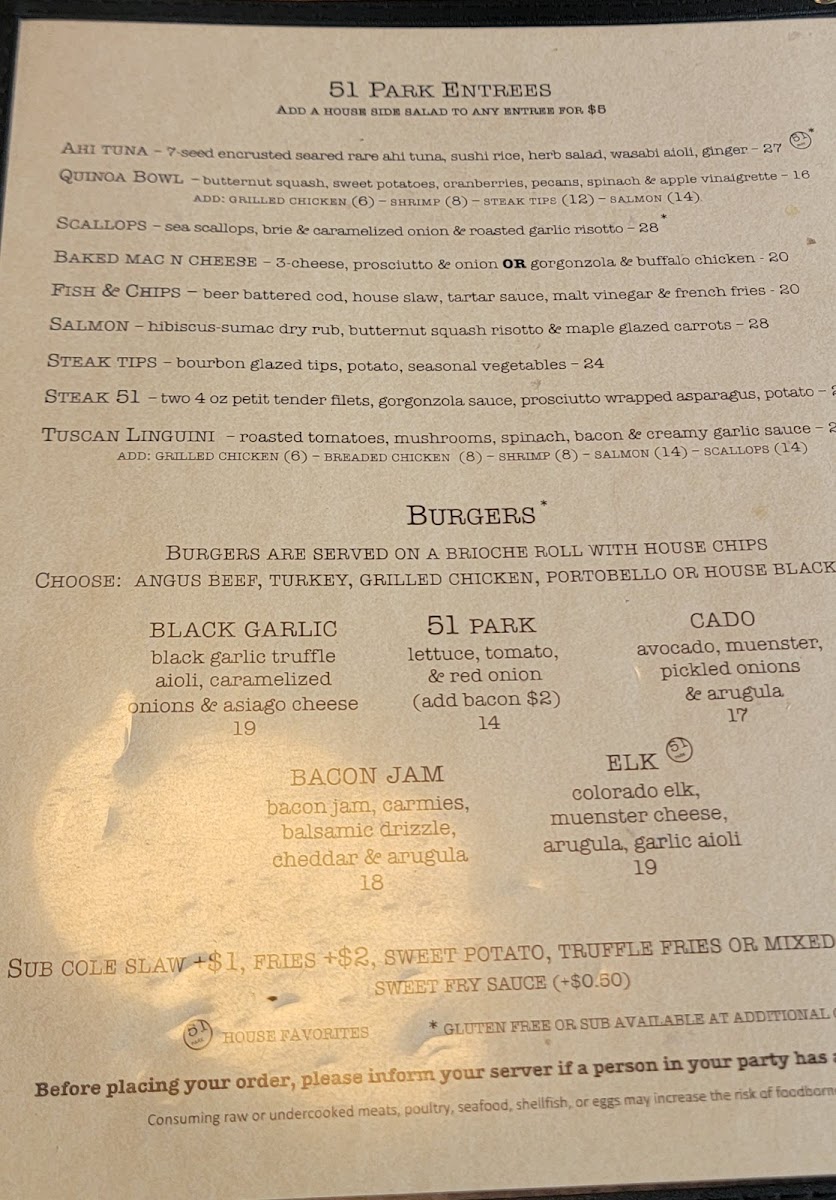 51 PARK ENTREES
ADD A HOUSE SIDE SALAD TO ANY ENTREE FOR $5
AHI TUNA – 7-seed encrusted seared rare ahi tuna, sushi rice, herb salad, wasabi aioli, ginger – 27 51 *
QUINOA BOWL – butternut squash, sweet potatoes, cranberries, pecans, spinach & apple vinaigrette – 16
ADD: GRILLED CHICKEN (6) – SHRIMP (8) – STEAK TIPS (12) – SALMON (14)
SCALLOPS – sea scallops, brie & caramelized onion & roasted garlic risotto – 28*
BAKED MAC N CHEESE – 3-cheese, prosciutto & onion OR gorgonzola & buffalo chicken - 20
FISH & CHIPS – beer battered cod, house slaw, tartar sauce, malt vinegar & french fries - 20
SALMON – hibiscus-sumac dry rub, butternut squash risotto & maple glazed carrots – 28
STEAK TIPS – bourbon glazed tips, potato, seasonal vegetables – 24
STEAK 51 – two 4 oz petit tender filets, gorgonzola sauce, prosciutto wrapped asparagus, potato –
TUSCAN LINGUINI – roasted tomatoes, mushrooms, spinach, bacon & creamy garlic sauce –
ADD: GRILLED CHICKEN (6) – BREADED CHICKEN (8) – SHRIMP (8) – SALMON (14) – SCALLOPS (14)
BURGERS*
BURGERS ARE SERVED ON A BRIOCHE ROLL WITH HOUSE CHIPS
CHOOSE: ANGUS BEEF, TURKEY, GRILLED CHICKEN, PORTOBELLO OR HOUSE BLACK
BLACK GARLIC
black garlic truffle
aioli, caramelized
onions & asiago cheese
19
51 PARK
lettuce, tomato,
& red onion
(add bacon $2)
14
CADO
avocado, muenster,
pickled onions
& arugula
17
BACON JAM
bacon jam, carmies,
balsamic drizzle,
cheddar & arugula
18
ELK 51
colorado elk,
muenster cheese,
arugula, garlic aioli
19
SUB COLE SLAW +$1, FRIES +$2, SWEET POTATO, TRUFFLE FRIES OR MIXED
SWEET FRY SAUCE (+$0.50)
51 HOUSE FAVORITES
* GLUTEN FREE OR SUB AVAILABLE AT ADDITIONAL
Before placing your order, please inform your server if a person in your party has a
Consuming raw or undercooked meats, poultry, seafood, shellfish, or eggs may increase the risk of foodborn